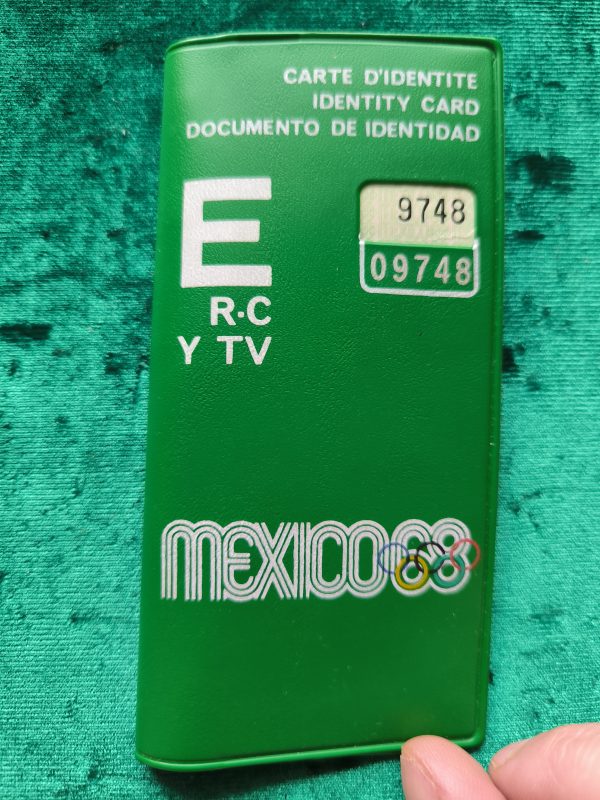 CARTE D'IDENTITE
IDENTITY CARD
DOCUMENTO DE IDENTIDAD
E
R·C
Y TV
9748
09748
MEXICO68